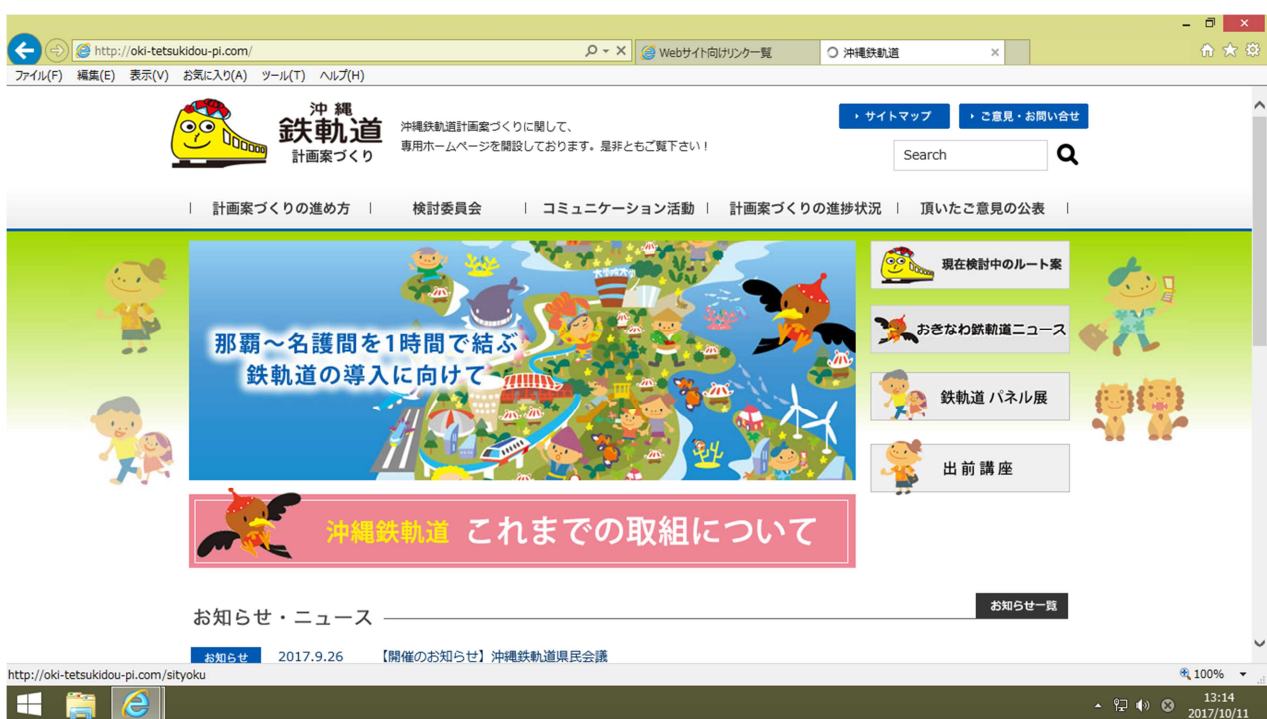 http://oki-tetsukidou-pi.com/
Webサイト向けリンク一覧
沖縄鉄軌道
ファイル(F) 編集(E) 表示(V) お気に入り(A) ツール(T) ヘルプ(H)
沖縄
鉄軌道
計画案づくり
沖縄鉄軌道計画案づくりに関して、
専用ホームページを開設しております。是非ともご覧下さい！
サイトマップ
ご意見・お問い合せ
Search
計画案づくりの進め方
検討委員会
コミュニケーション活動
計画案づくりの進捗状況
頂いたご意見の公表
大学院大学
那覇～名護間を1時間で結ぶ
鉄軌道の導入に向けて
現在検討中のルート案
おきなわ鉄軌道ニュース
鉄軌道パネル展
出前講座
沖縄鉄軌道 これまでの取組について
お知らせ・ニュース
お知らせ一覧
お知らせ 2017.9.26 【開催のお知らせ】沖縄鉄軌道県民会議
http://oki-tetsukidou-pi.com/sityoku
100%
13:14
2017/10/11